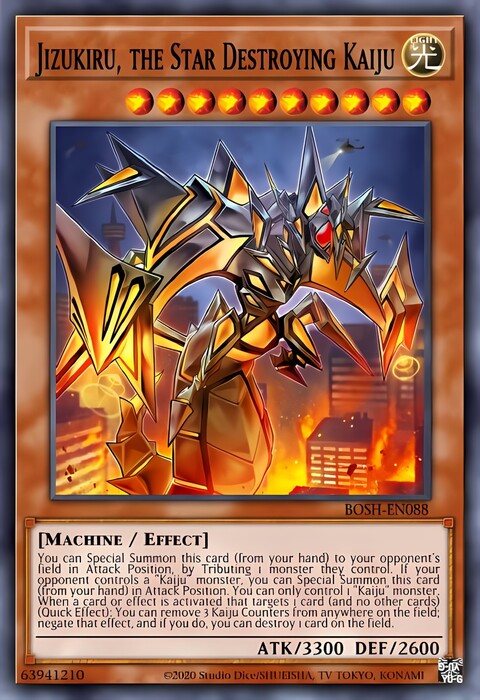 Jizukiru, the Star Destroying Kaiju
LIGHT
光
BOSH-EN088
[Machine / Effect]
You can Special Summon this card (from your hand) to your opponent's
field in Attack Position, by Tributing 1 monster they control. If your
opponent controls a "Kaiju" monster, you can Special Summon this card
(from your hand) in Attack Position. You can only control 1 "Kaiju" monster.
When a card or effect is activated that targets 1 card (and no other cards)
(Quick Effect): You can remove 3 Kaiju Counters from anywhere on the field;
negate that effect, and if you do, you can destroy 1 card on the field.
ATK/3300 DEF/2600
63941210
©2020 Studio Dice/SHUEISHA, TV TOKYO, KONAMI